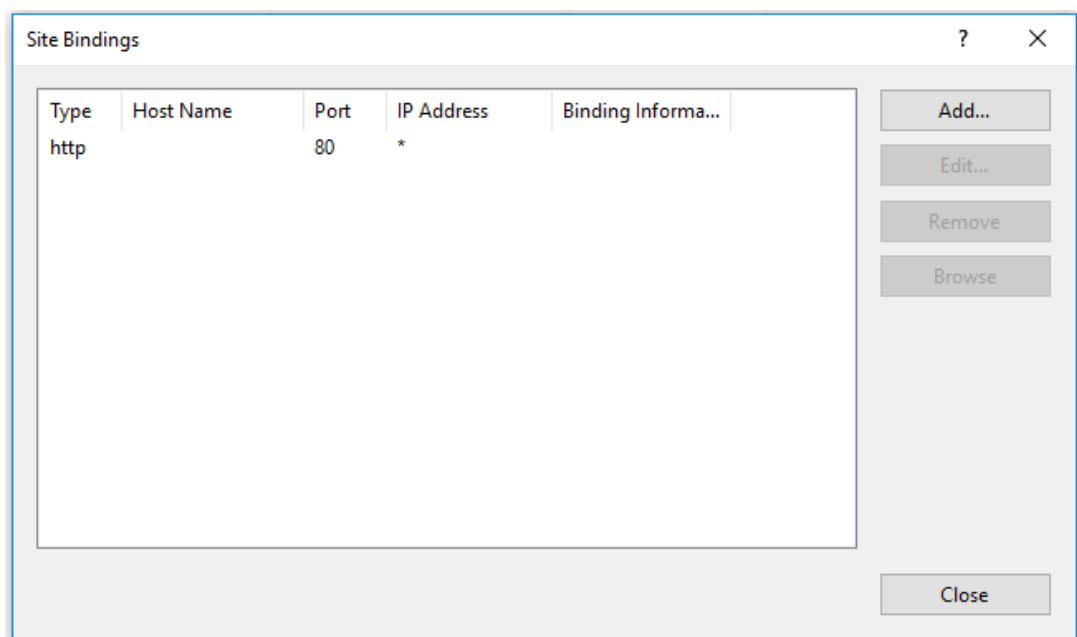 Site Bindings ? ×
Type Host Name Port IP Address Binding Informa...
http 80 *
Add...
Edit...
Remove
Browse
Close